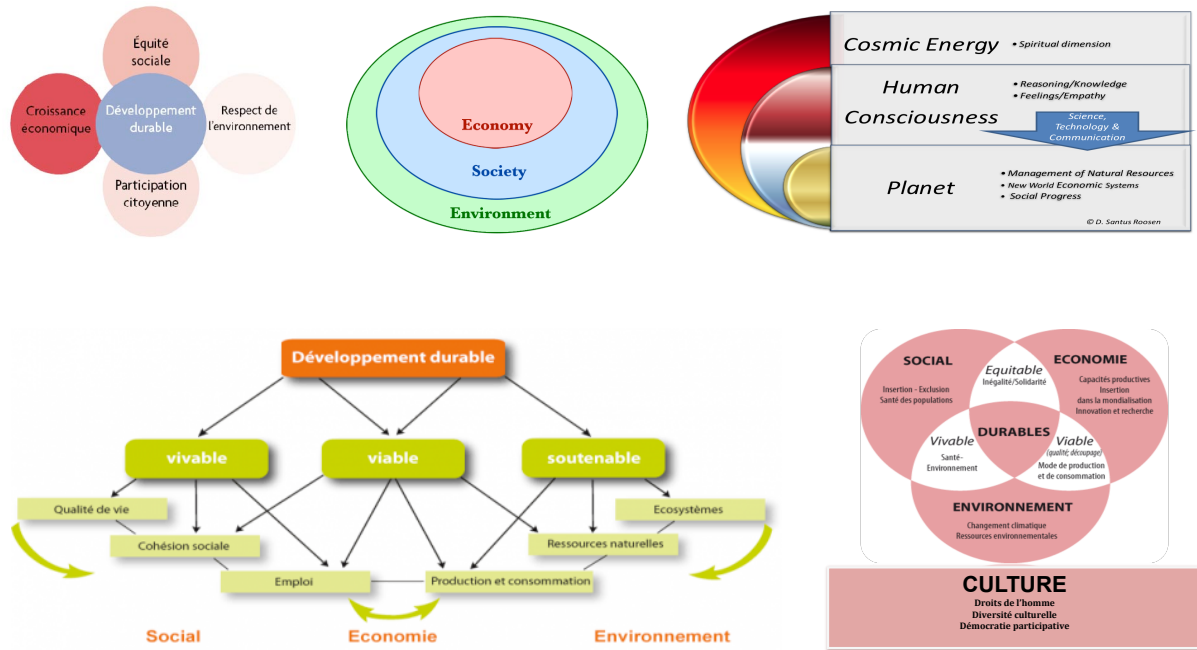 Équité
sociale
Croissance
économique
Développement
durable
Respect de
l'environnement
Participation
citoyenne
Economy
Society
Environment
Cosmic Energy
• Spiritual dimension
Human
Consciousness
• Reasoning/Knowledge
• Feelings/Empathy
Science,
Technology &
Communication
Planet
• Management of Natural Resources
• New World Economic Systems
• Social Progress
© D. Santus Roosen
Développement durable
vivable
viable
soutenable
Qualité de vie
Ecosystèmes
Cohésion sociale
Ressources naturelles
Emploi
Production et consommation
Social
Economie
Environnement
SOCIAL
Insertion - Exclusion
Santé des populations
Equitable
Inégalité/Solidarité
ECONOMIE
Capacités productives
Insertion
dans la mondialisation
Innovation et recherche
DURABLES
Vivable
Santé-
Environnement
Viable
(qualité; découpage)
Mode de production
et de consommation
ENVIRONNEMENT
Changement climatique
Ressources environnementales
CULTURE
Droits de l'homme
Diversité culturelle
Démocratie participative